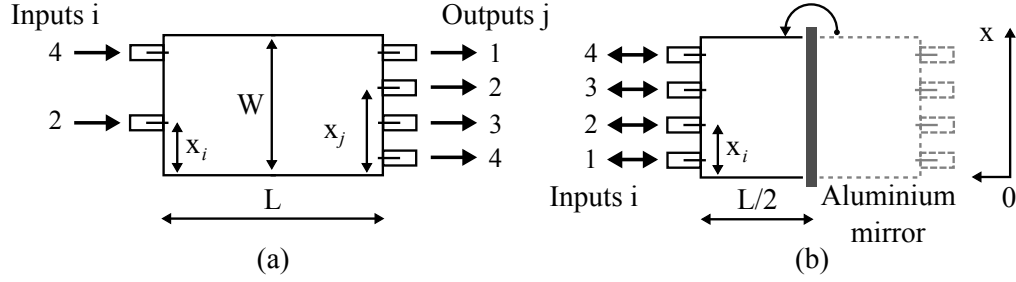 Inputs i
Outputs j
4
1
2
2
3
4
W
x_i
x_j
L
(a)
4
3
2
1
x_i
x
0
Inputs i
L/2
Aluminium
mirror
(b)